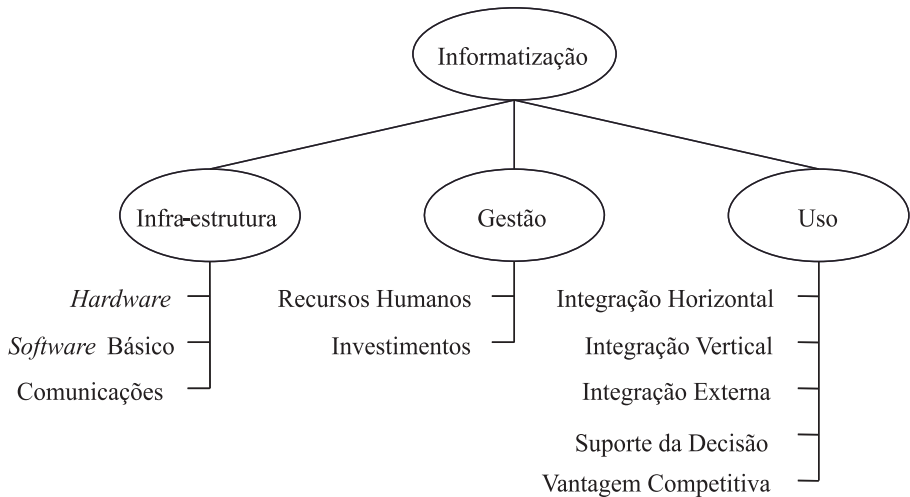 Informatização
Infra-estrutura
Gestão
Uso
Hardware
Software Básico
Comunicações
Recursos Humanos
Investimentos
Integração Horizontal
Integração Vertical
Integração Externa
Suporte da Decisão
Vantagem Competitiva